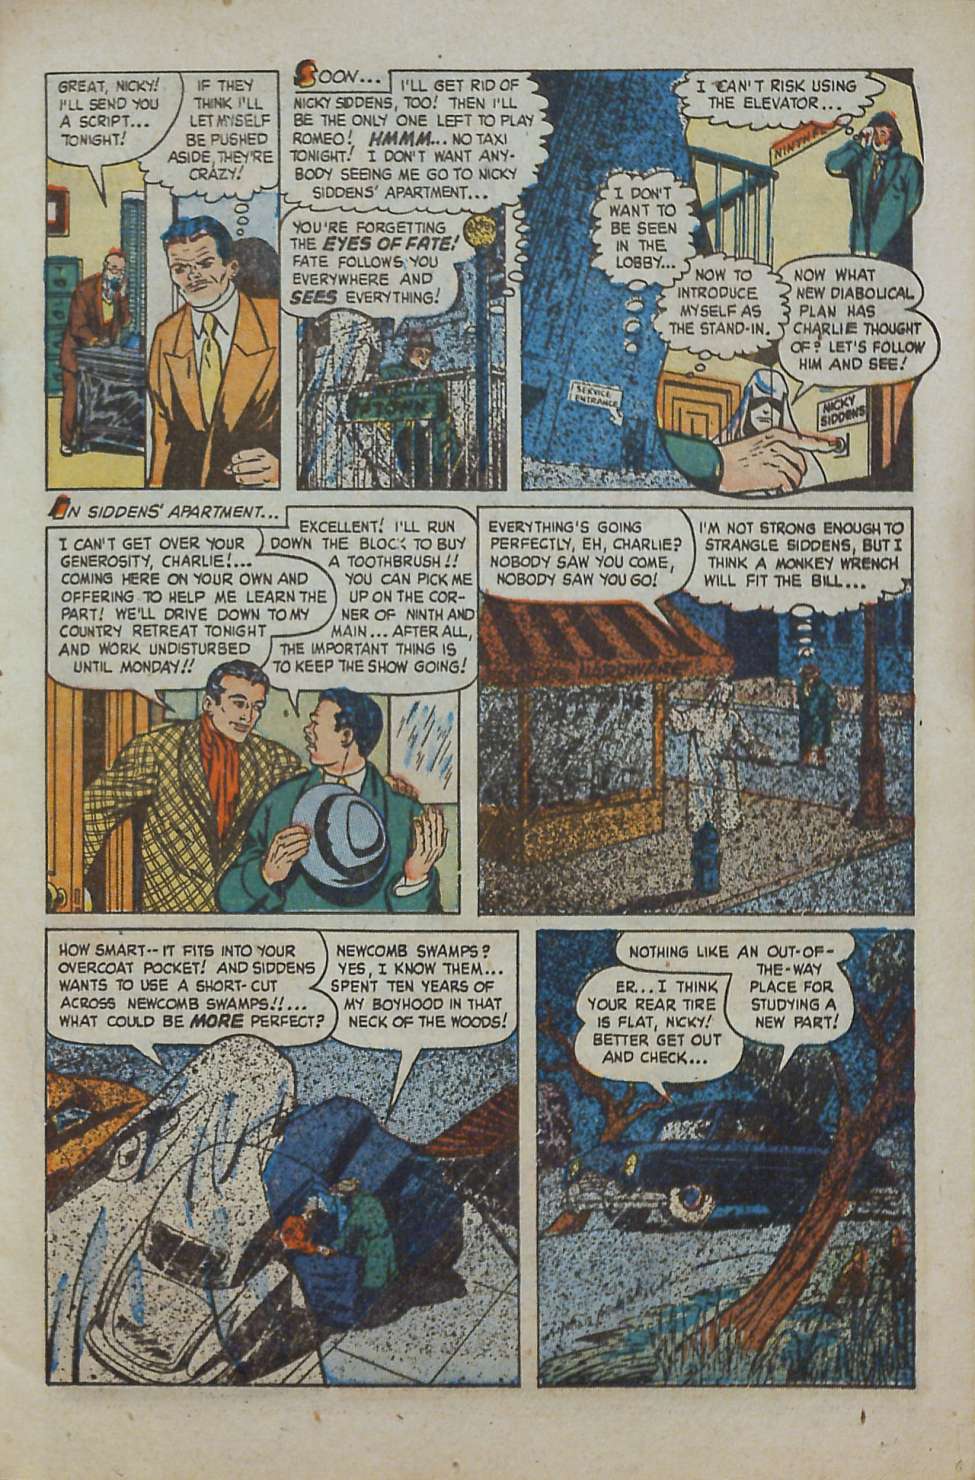 GREAT, NICKY!
I'LL SEND YOU
A SCRIPT...
TONIGHT!
IF THEY
THINK I'LL
LET MYSELF
BE PUSHED
ASIDE, THEY'RE
CRAZY!
SOON...
I'LL GET RID OF
NICKY SIDDENS, TOO! THEN I'LL
BE THE ONLY ONE LEFT TO PLAY
ROMEO! HMMM... NO TAXI
TONIGHT! I DON'T WANT ANY-
BODY SEEING ME GO TO NICKY
SIDDENS' APARTMENT...
YOU'RE FORGETTING
THE EYES OF FATE!
FATE FOLLOWS YOU
EVERYWHERE AND
SEES EVERYTHING!
SERVICE
ENTRANCE
I DON'T
WANT TO
BE SEEN
IN THE
LOBBY...
I CAN'T RISK USING
THE ELEVATOR...
NOW TO
INTRODUCE
MYSELF AS
THE STAND-IN.
NOW WHAT
NEW DIABOLICAL
PLAN HAS
CHARLIE THOUGHT
OF? LET'S FOLLOW
HIM AND SEE!
NICKY
SIDDENS
IN SIDDENS' APARTMENT...
I CAN'T GET OVER YOUR
GENEROSITY, CHARLIE!...
COMING HERE ON YOUR OWN AND
OFFERING TO HELP ME LEARN THE
PART! WE'LL DRIVE DOWN TO MY
COUNTRY RETREAT TONIGHT
AND WORK UNDISTURBED
UNTIL MONDAY!!
EXCELLENT! I'LL RUN
DOWN THE BLOCK TO BUY
A TOOTHBRUSH!!
YOU CAN PICK ME
UP ON THE COR-
NER OF NINTH AND
MAIN... AFTER ALL,
THE IMPORTANT THING IS
TO KEEP THE SHOW GOING!
EVERYTHING'S GOING
PERFECTLY, EH, CHARLIE?
NOBODY SAW YOU COME,
NOBODY SAW YOU GO!
I'M NOT STRONG ENOUGH TO
STRANGLE SIDDENS, BUT I
THINK A MONKEY WRENCH
WILL FIT THE BILL...
HARDWARE
HOW SMART-- IT FITS INTO YOUR
OVERCOAT POCKET! AND SIDDENS
WANTS TO USE A SHORT-CUT
ACROSS NEWCOMB SWAMPS!!...
WHAT COULD BE MORE PERFECT?
NEWCOMB SWAMPS?
YES, I KNOW THEM...
SPENT TEN YEARS OF
MY BOYHOOD IN THAT
NECK OF THE WOODS!
NOTHING LIKE AN OUT-OF-
THE-WAY
PLACE FOR
STUDYING A
NEW PART!
ER... I THINK
YOUR REAR TIRE
IS FLAT, NICKY!
BETTER GET OUT
AND CHECK...